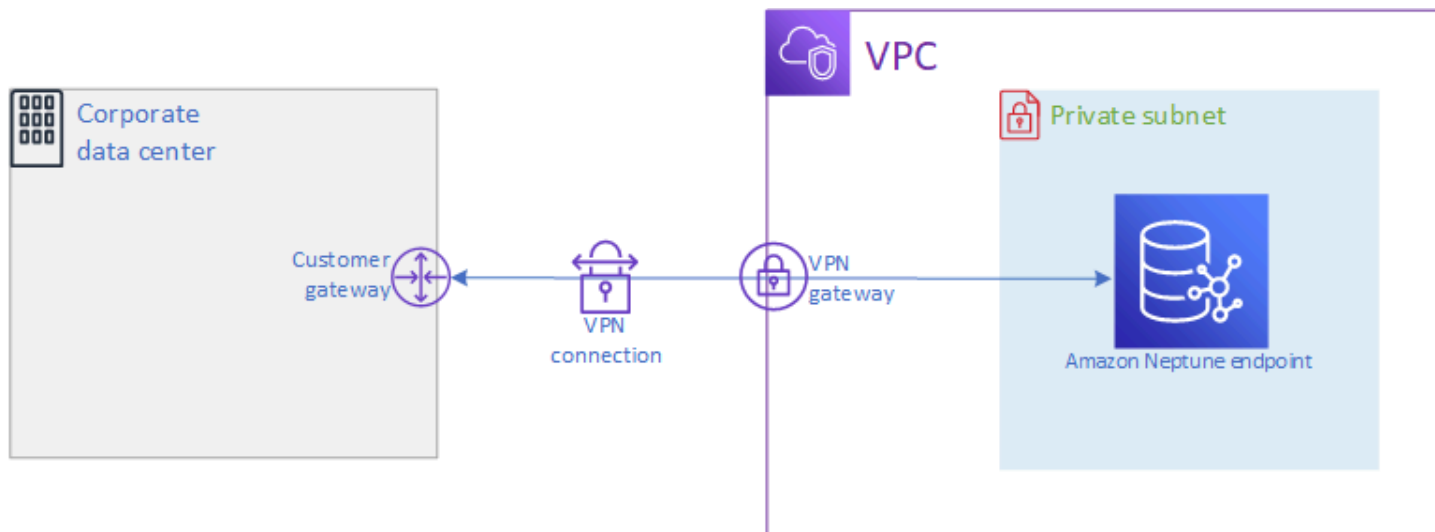 VPC
Corporate
data center
Private subnet
Customer
gateway
VPN
connection
VPN
gateway
Amazon Neptune endpoint